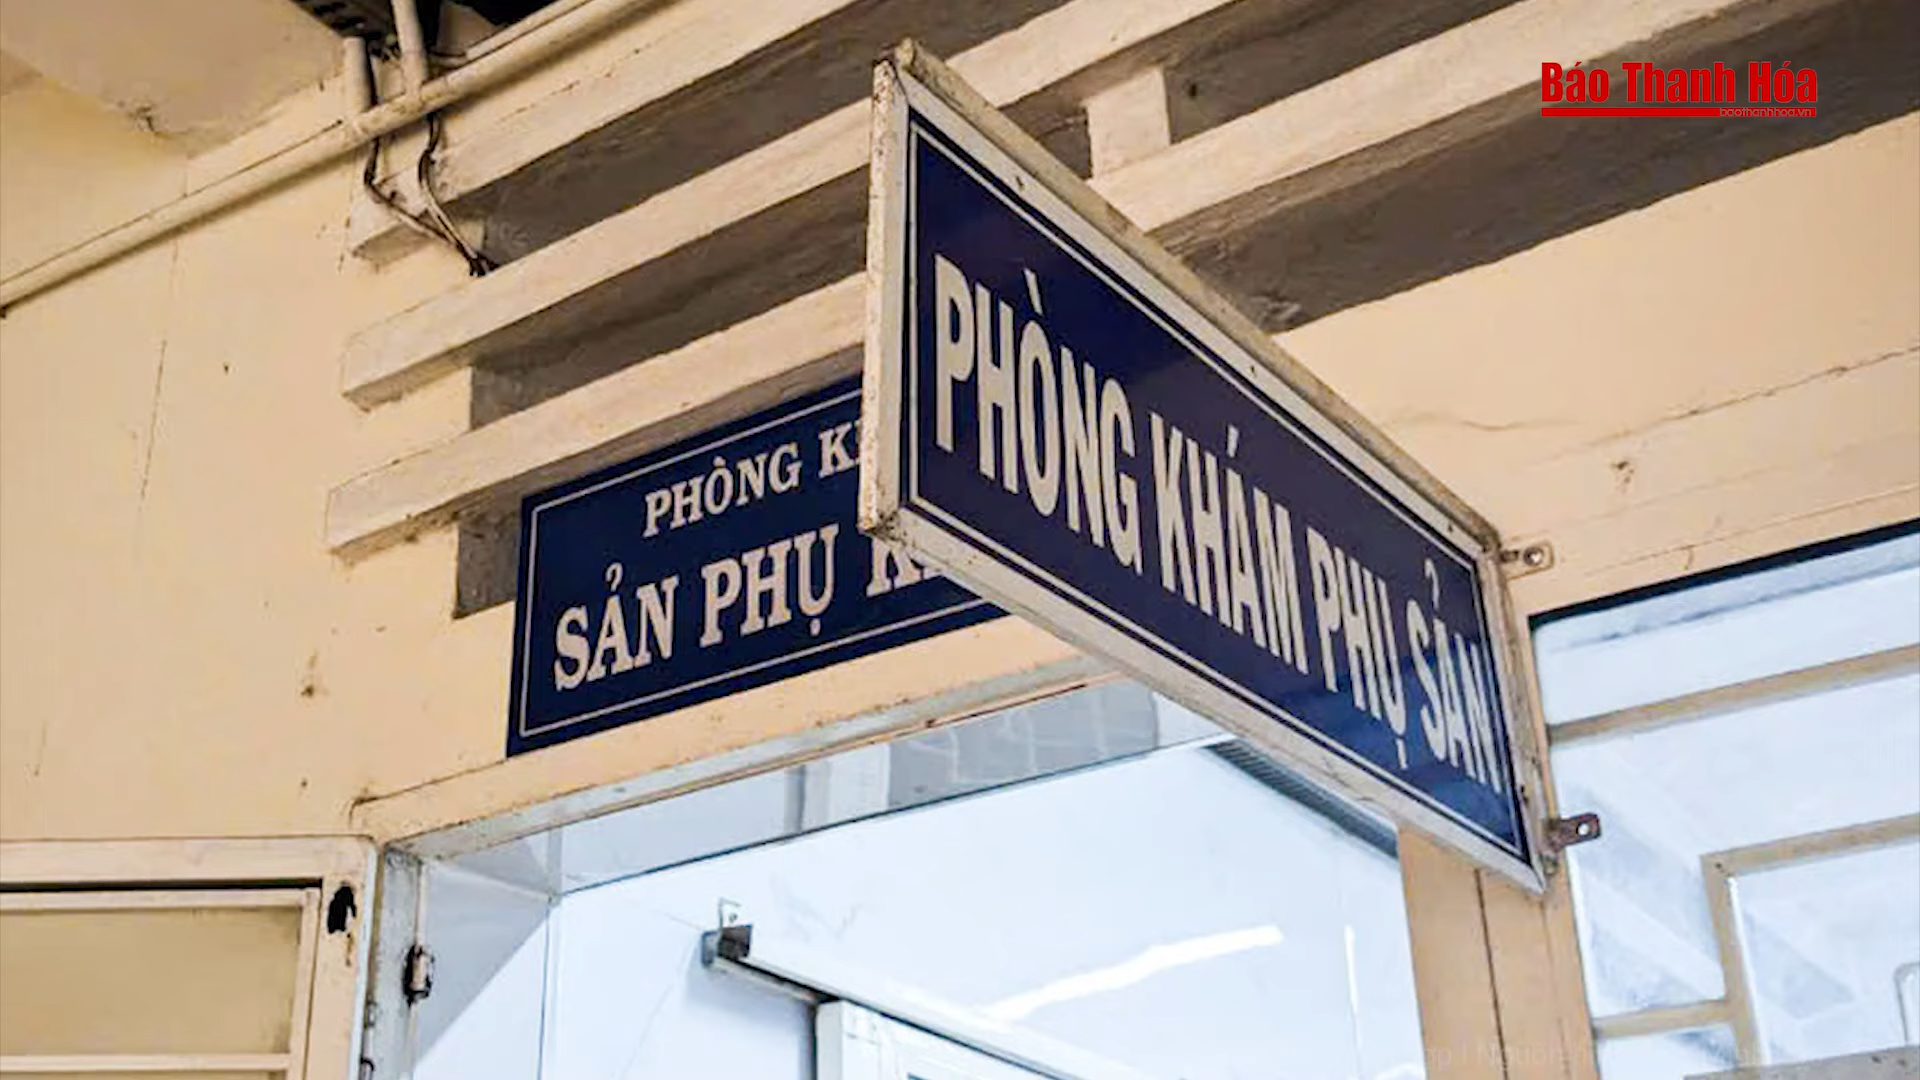 Báo Thanh Hóa
baothanhhoa.vn
PHÒNG
SẢN PHỤ
PHÒNG KHÁM PHỤ SẢN